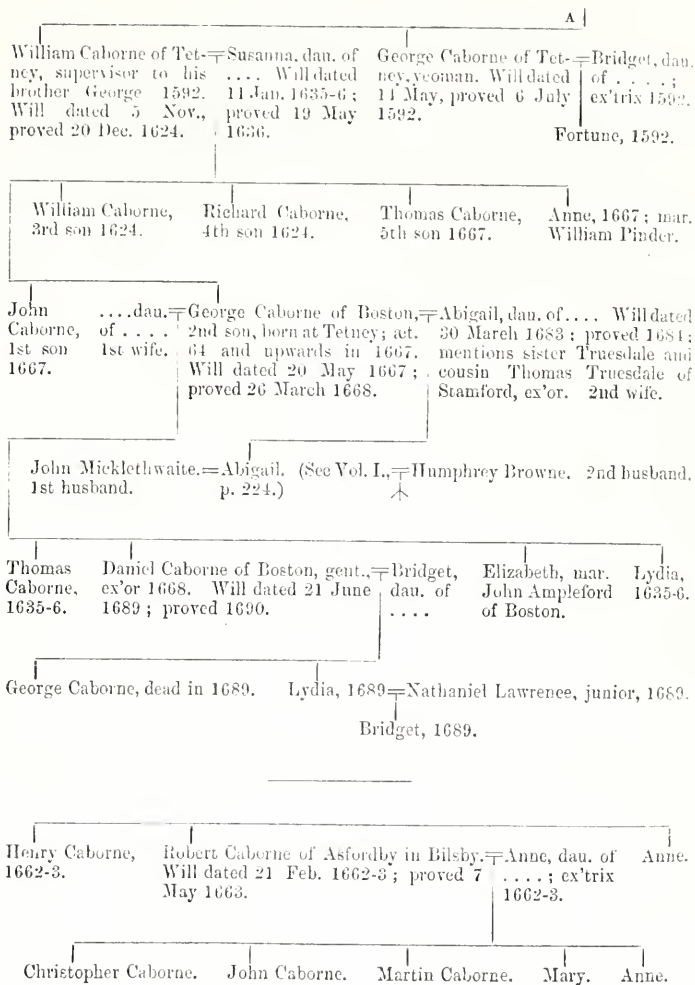 A
William Caborne of Tet-
ney, supervisor to his
brother George 1592.
Will dated 5 Nov.,
proved 20 Dec. 1624.
Susanna, dau. of
.... Will dated
11 Jan. 1635-6 ;
proved 19 May
1636.
George Caborne of Tet-
ney, yeoman. Will dated
11 May, proved 6 July
1592.
Bridget, dau.
of . . . . ;
ex'trix 1592.
Fortune, 1592.
William Caborne,
3rd son 1624.
Richard Caborne,
4th son 1624.
Thomas Caborne,
5th son 1667.
Anne, 1667 ; mar.
William Pinder.
John
Caborne,
1st son
1667.
....dau.
of . . . .
1st wife.
George Caborne of Boston,
2nd son, born at Tetney ; æt.
64 and upwards in 1667.
Will dated 20 May 1667 ;
proved 26 March 1668.
Abigail, dau. of.... Will dated
30 March 1683 ; proved 1684 ;
mentions sister Truesdale and
cousin Thomas Truesdale of
Stamford, ex'or. 2nd wife.
John Micklethwaite.=Abigail. (See Vol. I., Humphrey Browne. 2nd husband.
1st husband. p. 224.)
Thomas
Caborne,
1635-6.
Daniel Caborne of Boston, gent.,
ex'or 1668. Will dated 21 June
1689 ; proved 1690.
Bridget,
dau. of
. . . .
Elizabeth, mar.
John Ampleford
of Boston.
Lydia,
1635-6.
George Caborne, dead in 1689.
Lydia, 1689=Nathaniel Lawrence, junior, 1689.
Bridget, 1689.
Henry Caborne,
1662-3.
Robert Caborne of Asfordby in Bilsby.
Will dated 21 Feb. 1662-3 ; proved 7
May 1663.
Anne, dau. of
. . . . ; ex'trix
1662-3.
Anne.
Christopher Caborne. John Caborne. Martin Caborne. Mary. Anne.